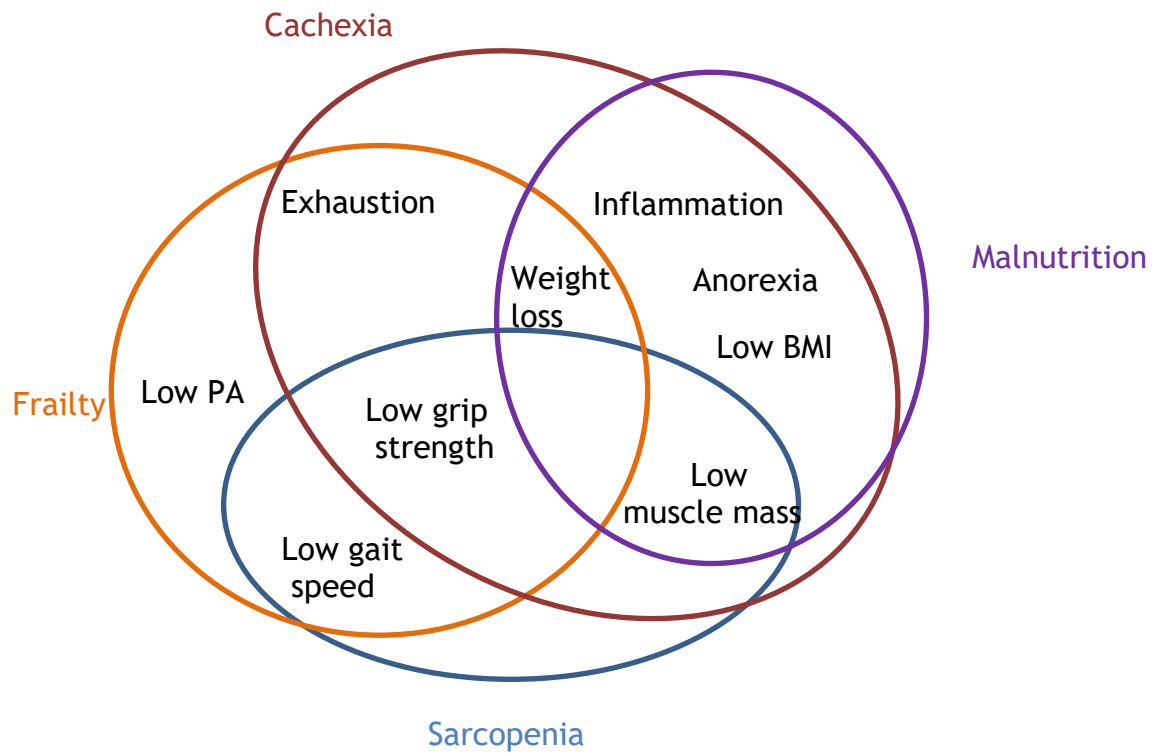 Cachexia
Exhaustion
Inflammation
Malnutrition
Weight
loss
Anorexia
Low BMI
Frailty
Low PA
Low grip
strength
Low
muscle mass
Low gait
speed
Sarcopenia